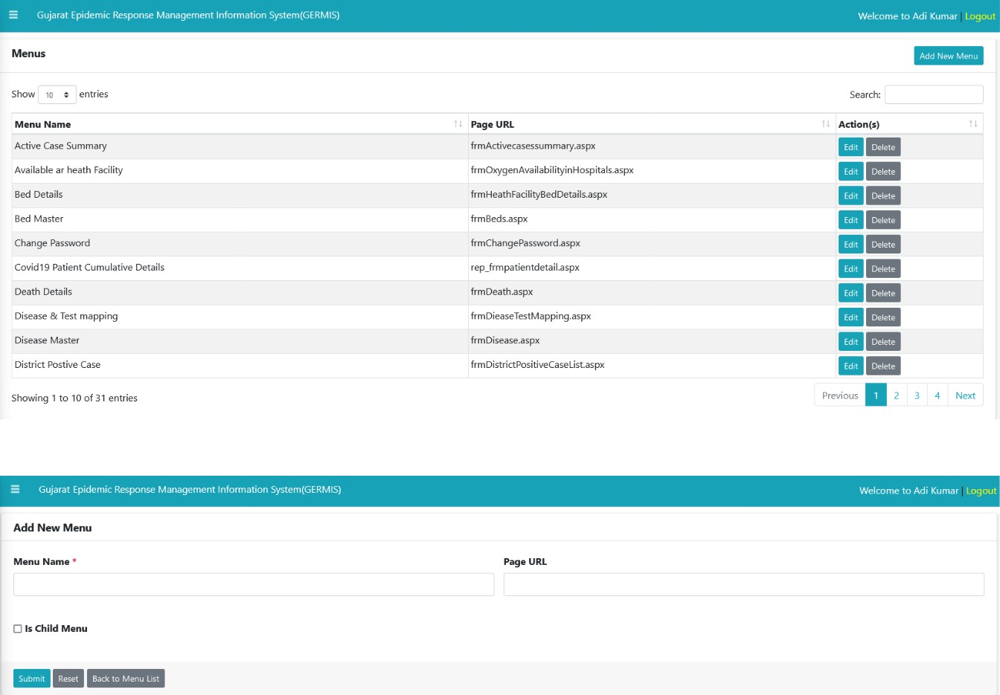 Gujarat Epidemic Response Management Information System(GERMIS) Welcome to Adi Kumar | Logout
Menus Add New Menu
Show 10 entries Search:
Menu Name Page URL Action(s)
Active Case Summary frmActivecasessummary.aspx Edit Delete
Available ar heath Facility frmOxygenAvailabilityinHospitals.aspx Edit Delete
Bed Details frmHeathFacilityBedDetails.aspx Edit Delete
Bed Master frmBeds.aspx Edit Delete
Change Password frmChangePassword.aspx Edit Delete
Covid19 Patient Cumulative Details rep_frmpatientdetail.aspx Edit Delete
Death Details frmDeath.aspx Edit Delete
Disease & Test mapping frmDieaseTestMapping.aspx Edit Delete
Disease Master frmDisease.aspx Edit Delete
District Postive Case frmDistrictPositiveCaseList.aspx Edit Delete
Showing 1 to 10 of 31 entries Previous 1 2 3 4 Next
Gujarat Epidemic Response Management Information System(GERMIS) Welcome to Adi Kumar | Logout
Add New Menu
Menu Name * Page URL
Is Child Menu
Submit Reset Back to Menu List